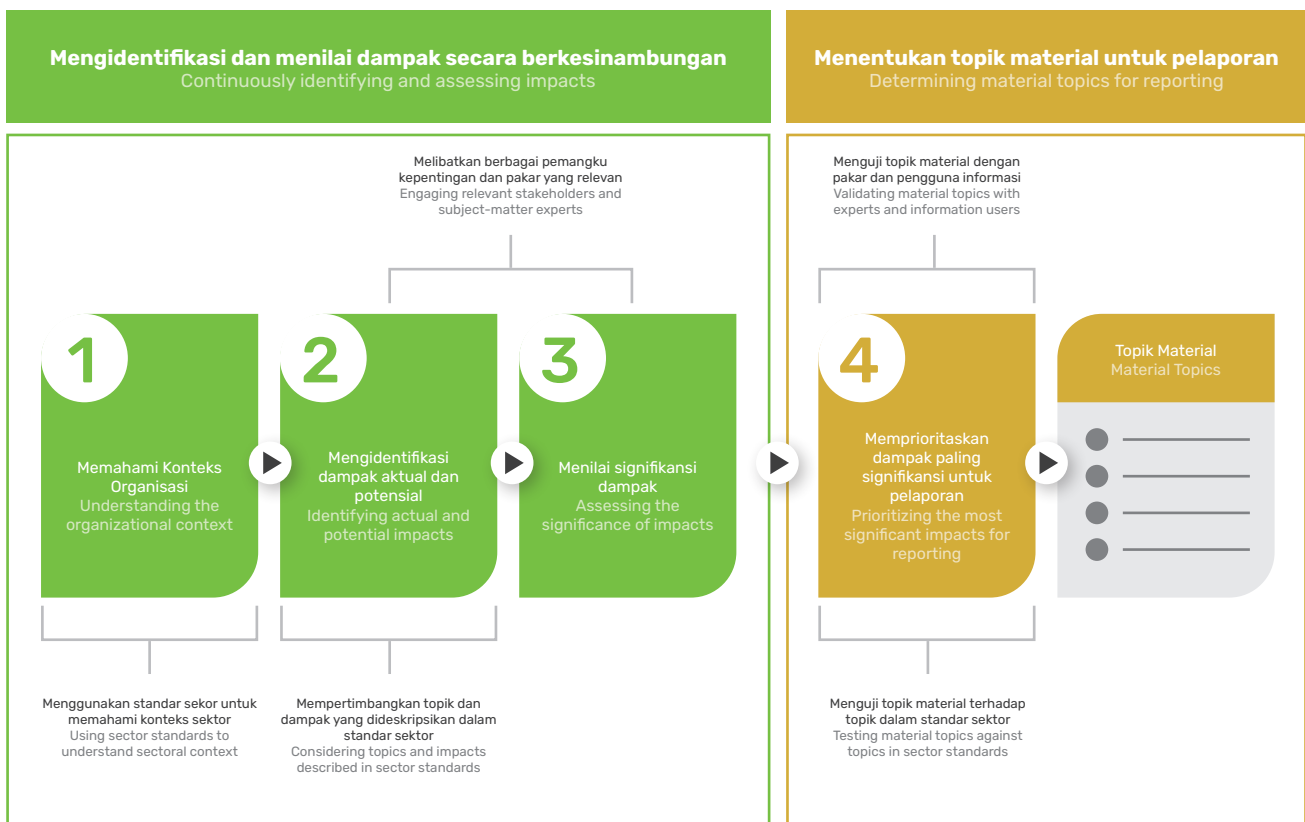 Mengidentifikasi dan menilai dampak secara berkesinambungan
Continuously identifying and assessing impacts
Menentukan topik material untuk pelaporan
Determining material topics for reporting
Melibatkan berbagai pemangku
kepentingan dan pakar yang relevan
Engaging relevant stakeholders and
subject-matter experts
Menguji topik material dengan
pakar dan pengguna informasi
Validating material topics with
experts and information users
1
Memahami Konteks
Organisasi
Understanding the
organizational context
2
Mengidentifikasi
dampak aktual dan
potensial
Identifying actual and
potential impacts
3
Menilai signifikansi
dampak
Assessing the
significance of impacts
4
Memprioritaskan
dampak paling
signifikansi untuk
pelaporan
Prioritizing the most
significant impacts for
reporting
Topik Material
Material Topics
Menggunakan standar sekor untuk
memahami konteks sektor
Using sector standards to
understand sectoral context
Mempertimbangkan topik dan
dampak yang dideskripsikan dalam
standar sektor
Considering topics and impacts
described in sector standards
Menguji topik material terhadap
topik dalam standar sektor
Testing material topics against
topics in sector standards